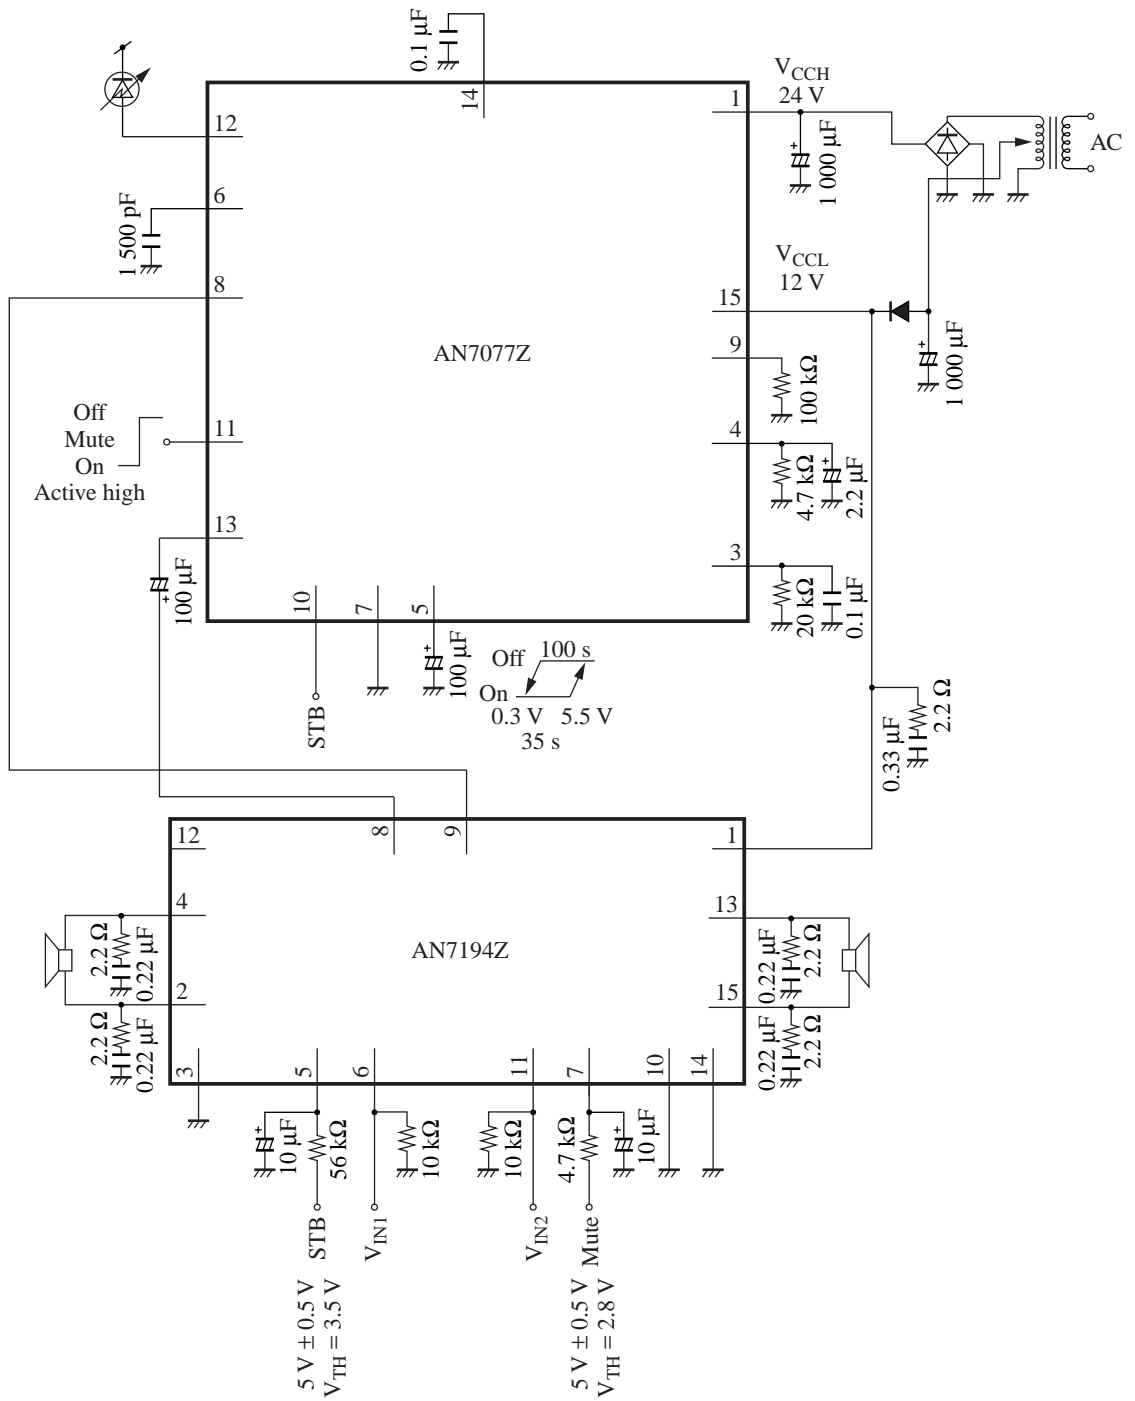 0.1 μF
14
V_CCH
24 V
1
AC
12
1 000 μF
6
1 500 pF
8
V_CCL
12 V
15
AN7077Z
9
1 000 μF
100 kΩ
Off
Mute
On
Active high
11
4
4.7 kΩ
2.2 μF
13
3
100 μF
20 kΩ
0.1 μF
10
7
5
STB
100 μF
Off 100 s
On
0.3 V 5.5 V
35 s
2.2 Ω
0.33 μF
12
8
9
1
4
13
AN7194Z
2.2 Ω
0.22 μF
0.22 μF
2.2 Ω
2
15
2.2 Ω
0.22 μF
0.22 μF
2.2 Ω
3
5
6
11
7
10
14
10 μF
56 kΩ
10 kΩ
10 kΩ
4.7 kΩ
10 μF
STB
V_IN1
V_IN2
Mute
5 V ± 0.5 V
V_TH = 3.5 V
5 V ± 0.5 V
V_TH = 2.8 V